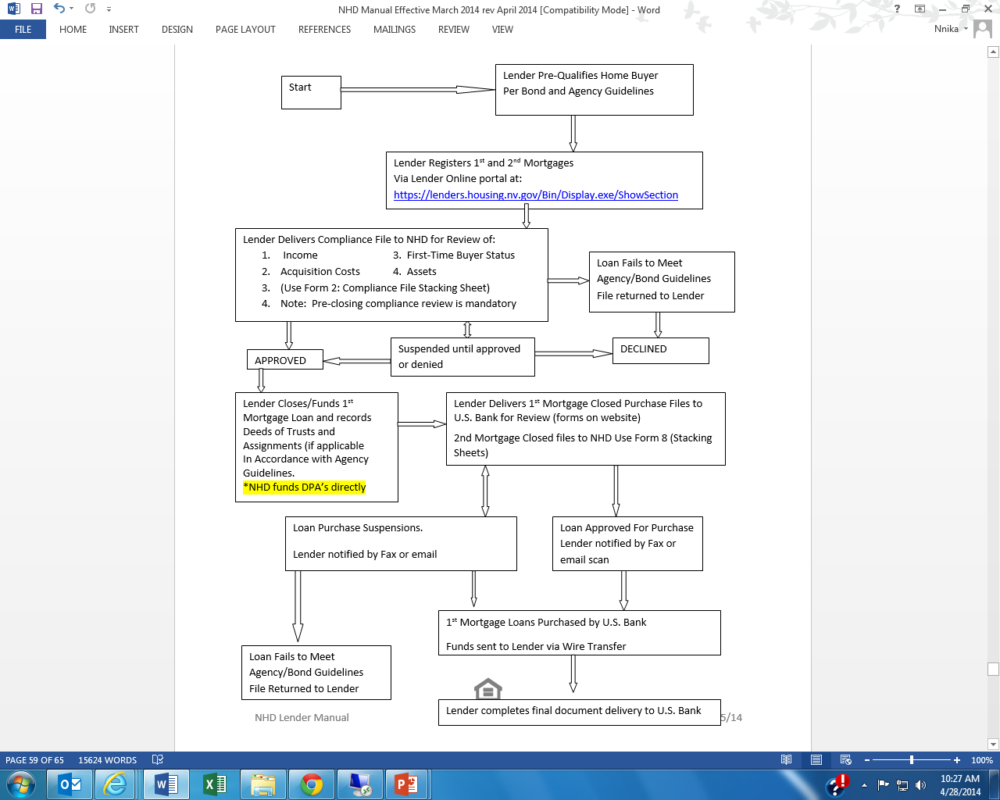 NHD Manual Effective March 2014 rev April 2014 [Compatibility Mode] - Word
FILE HOME INSERT DESIGN PAGE LAYOUT REFERENCES MAILINGS REVIEW VIEW
Nnika
Start
Lender Pre-Qualifies Home Buyer
Per Bond and Agency Guidelines
Lender Registers 1st and 2nd Mortgages
Via Lender Online portal at:
https://lenders.housing.nv.gov/Bin/Display.exe/ShowSection
Lender Delivers Compliance File to NHD for Review of:
1. Income 3. First-Time Buyer Status
2. Acquisition Costs 4. Assets
3. (Use Form 2: Compliance File Stacking Sheet)
4. Note: Pre-closing compliance review is mandatory
Loan Fails to Meet
Agency/Bond Guidelines
File returned to Lender
APPROVED
Suspended until approved
or denied
DECLINED
Lender Closes/Funds 1st
Mortgage Loan and records
Deeds of Trusts and
Assignments (if applicable
In Accordance with Agency
Guidelines.
*NHD funds DPA’s directly
Lender Delivers 1st Mortgage Closed Purchase Files to
U.S. Bank for Review (forms on website)
2nd Mortgage Closed files to NHD Use Form 8 (Stacking
Sheets)
Loan Purchase Suspensions.
Lender notified by Fax or email
Loan Approved For Purchase
Lender notified by Fax or
email scan
1st Mortgage Loans Purchased by U.S. Bank
Funds sent to Lender via Wire Transfer
Loan Fails to Meet
Agency/Bond Guidelines
File Returned to Lender
Lender completes final document delivery to U.S. Bank
NHD Lender Manual 5/14
PAGE 59 OF 65 15624 WORDS 100%
10:27 AM
4/28/2014